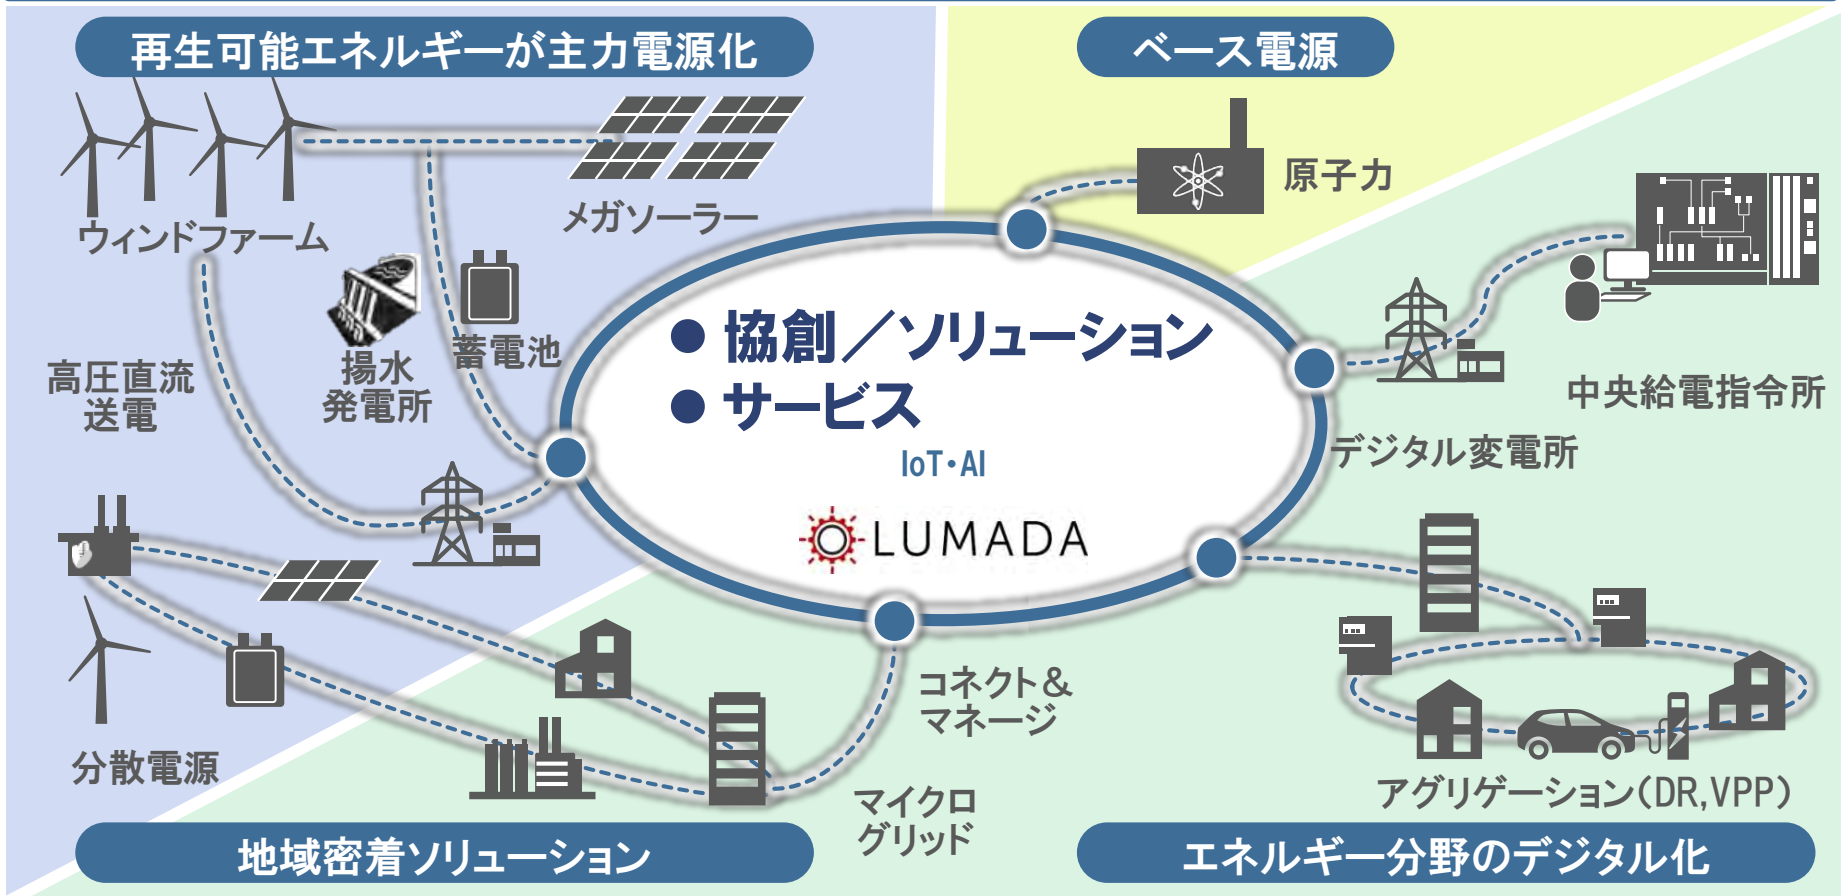 再生可能エネルギーが主力電源化
ベース電源
ウィンドファーム
メガソーラー
原子力
高圧直流
送電
揚水
発電所
蓄電池
● 協創／ソリューション
● サービス
IoT・AI
LUMADA
中央給電指令所
デジタル変電所
分散電源
コネクト＆
マネージ
マイクロ
グリッド
アグリゲーション（DR,VPP）
地域密着ソリューション
エネルギー分野のデジタル化